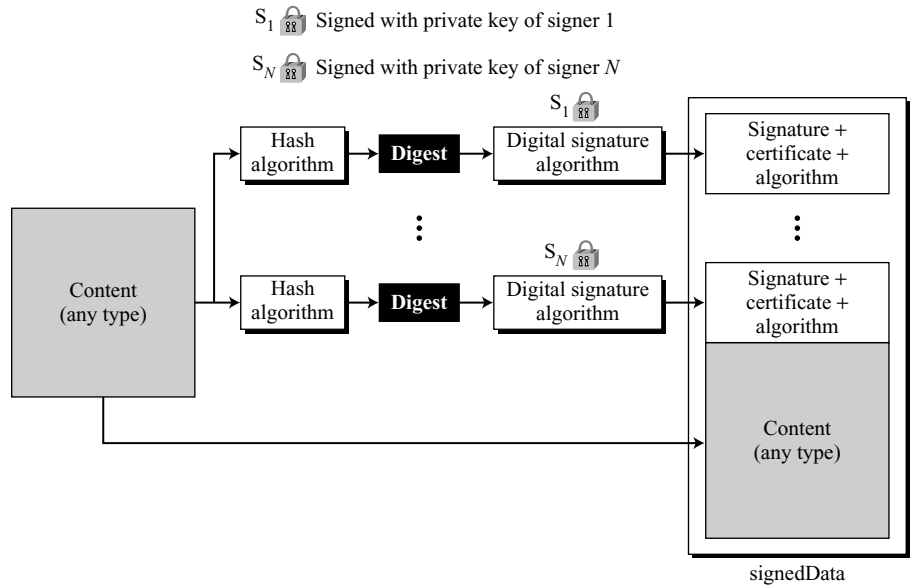 S1 Signed with private key of signer 1
SN Signed with private key of signer N
S1
Hash
algorithm
Digest
Digital signature
algorithm
Signature +
certificate +
algorithm
Content
(any type)
SN
Hash
algorithm
Digest
Digital signature
algorithm
Signature +
certificate +
algorithm
Content
(any type)
signedData